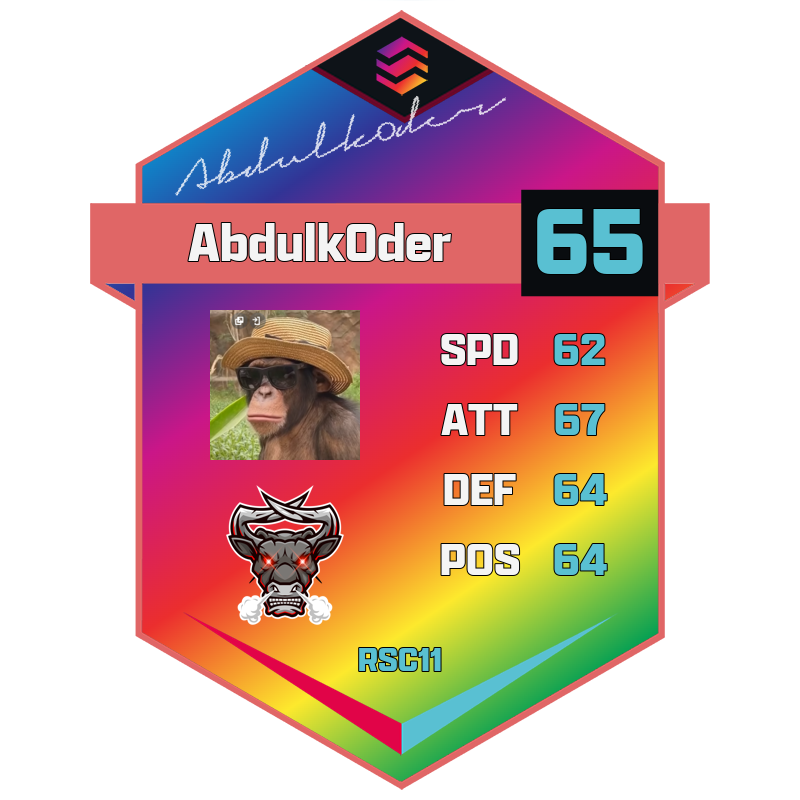 Abdulkoder
AbdulkOder 65
SPD 62
ATT 67
DEF 64
POS 64
RSC11